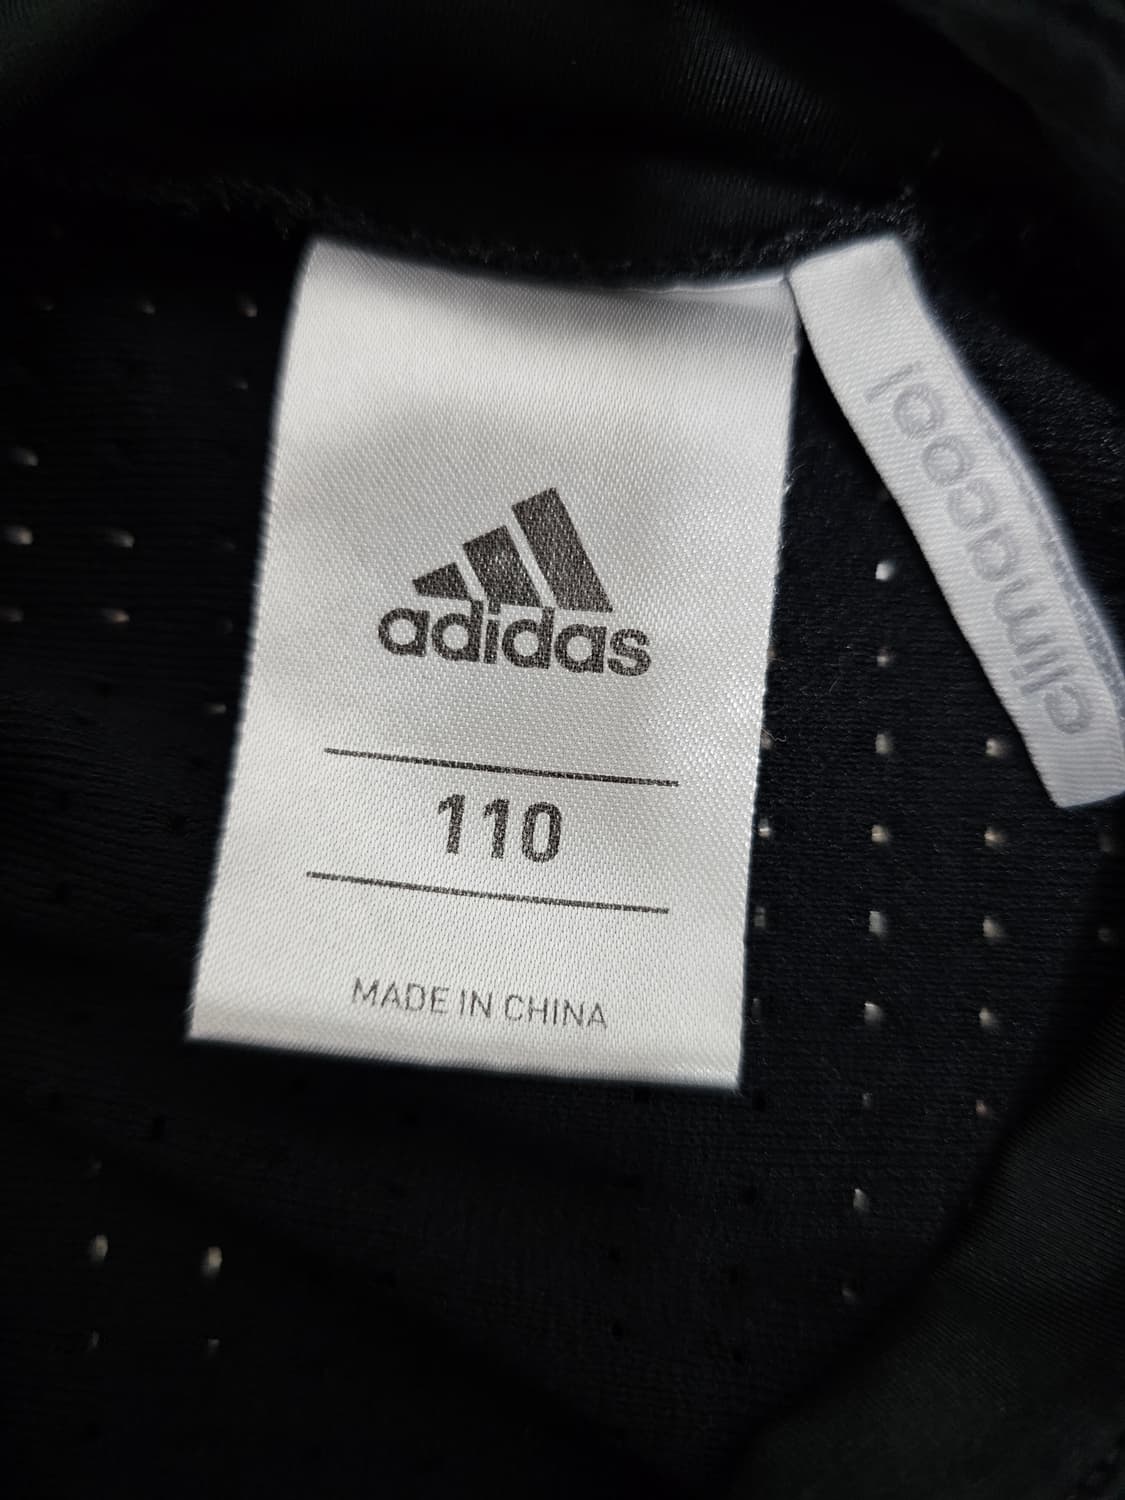 adidas
110
MADE IN CHINA
climacool